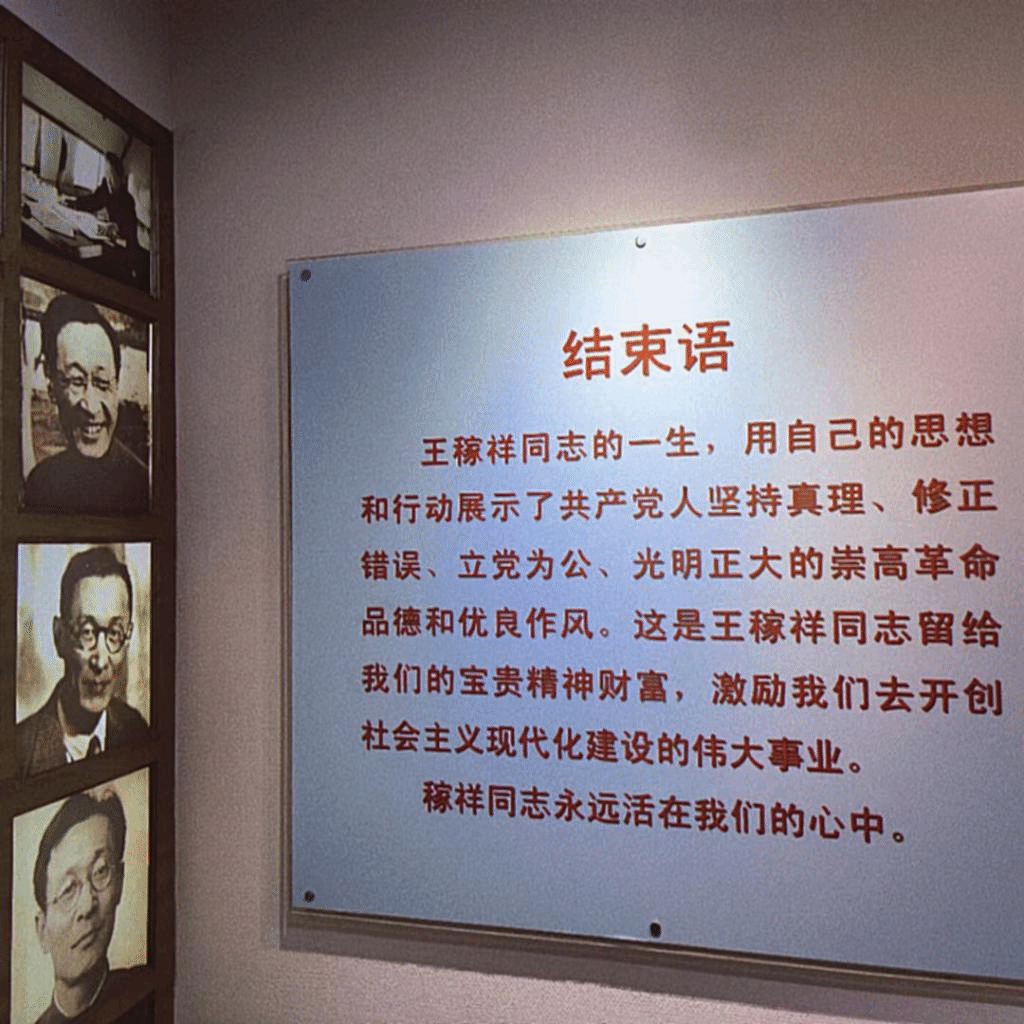 结束语
王稼祥同志的一生，用自己的思想
和行动展示了共产党人坚持真理、修正
错误、立党为公、光明正大的崇高革命
品德和优良作风。这是王稼祥同志留给
我们的宝贵精神财富，激励我们去开创
社会主义现代化建设的伟大事业。
稼祥同志永远活在我们的心中。